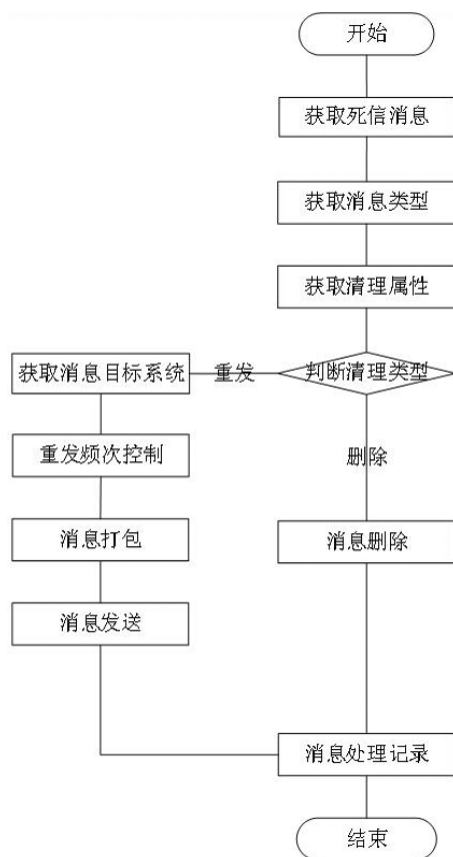 开始
获取死信消息
获取消息类型
获取清理属性
判断清理类型
重发
获取消息目标系统
重发频次控制
消息打包
消息发送
删除
消息删除
消息处理记录
结束